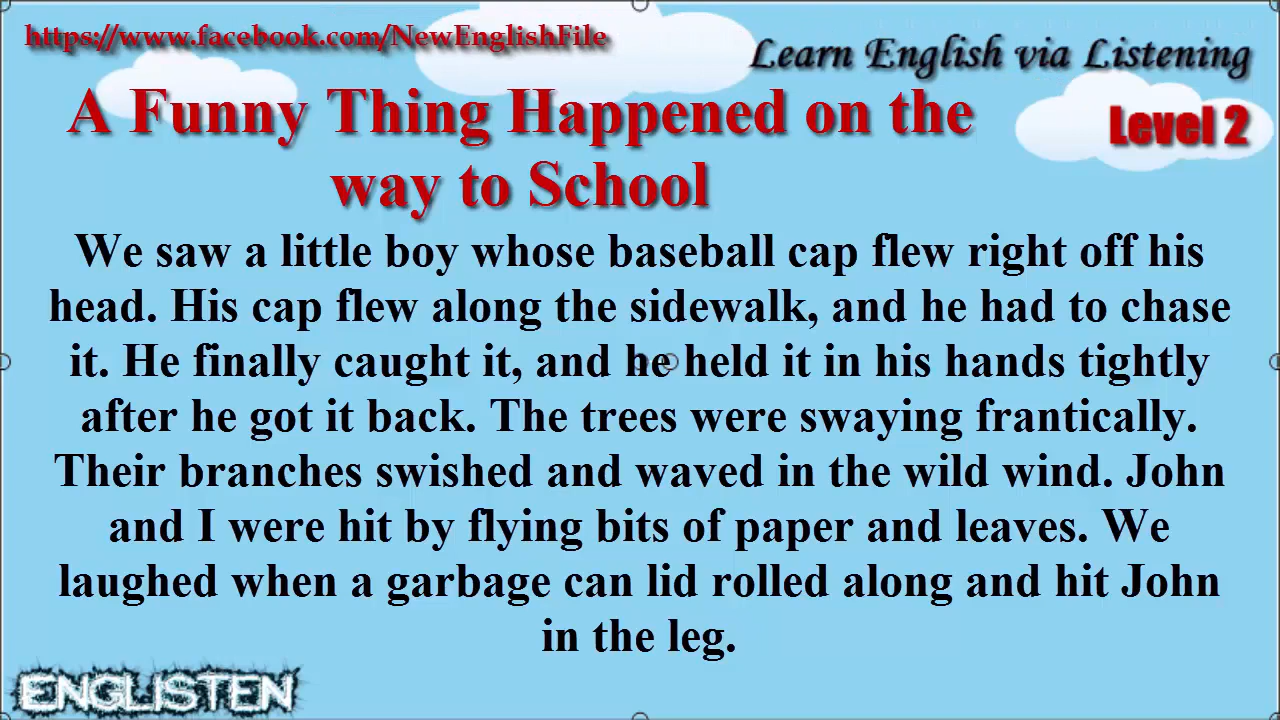 https://www.facebook.com/NewEnglishFile
Learn English via Listening
Level 2
A Funny Thing Happened on the
way to School
We saw a little boy whose baseball cap flew right off his
head. His cap flew along the sidewalk, and he had to chase
it. He finally caught it, and he held it in his hands tightly
after he got it back. The trees were swaying frantically.
Their branches swished and waved in the wild wind. John
and I were hit by flying bits of paper and leaves. We
laughed when a garbage can lid rolled along and hit John
in the leg.
ENGLISTEN